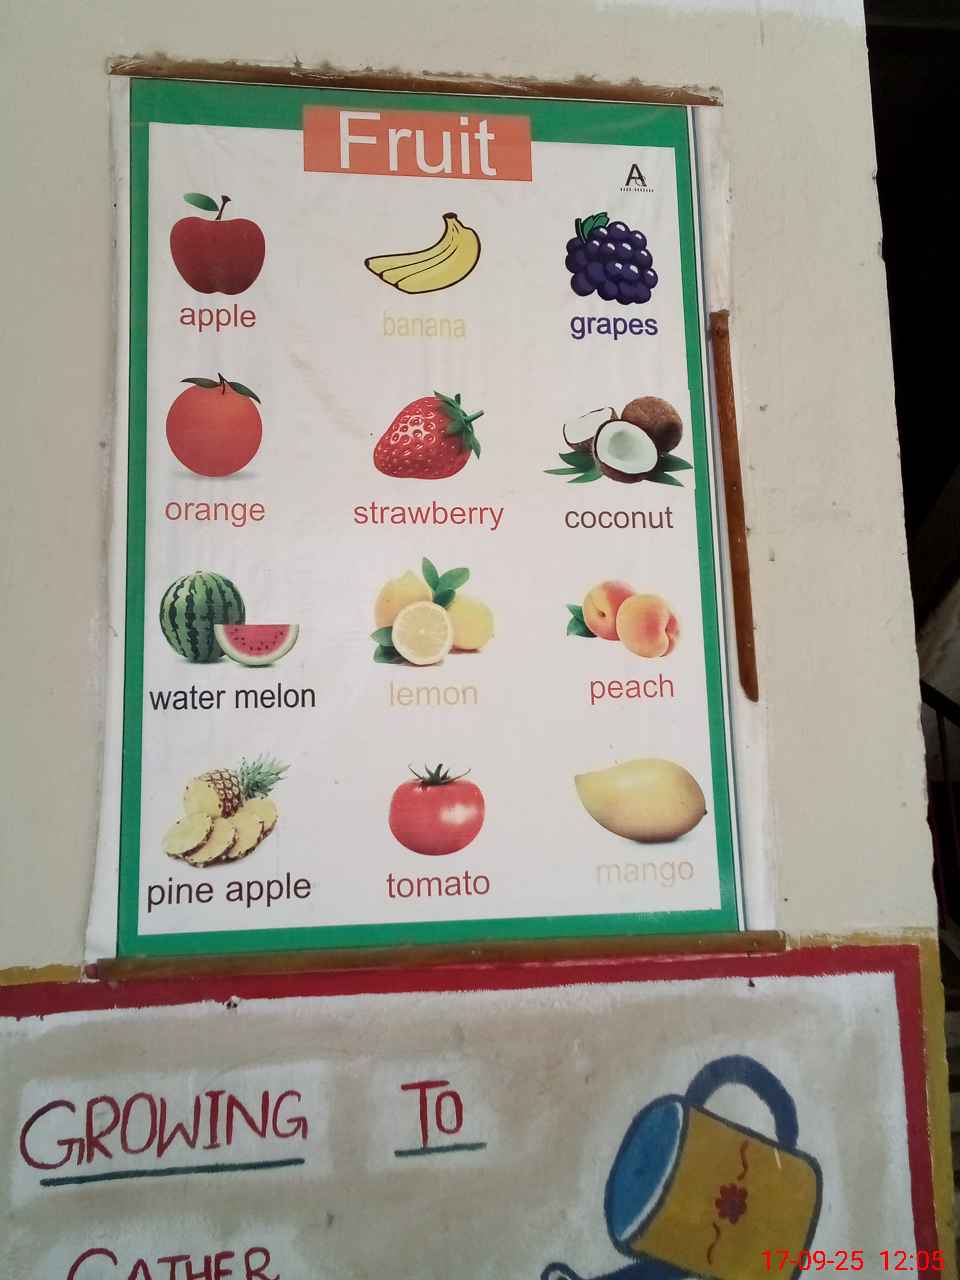 Fruit
A
apple
banana
grapes
orange
strawberry
coconut
water melon
lemon
peach
pine apple
tomato
mango
GROWING TO
GATHER
17-09-25 12:05